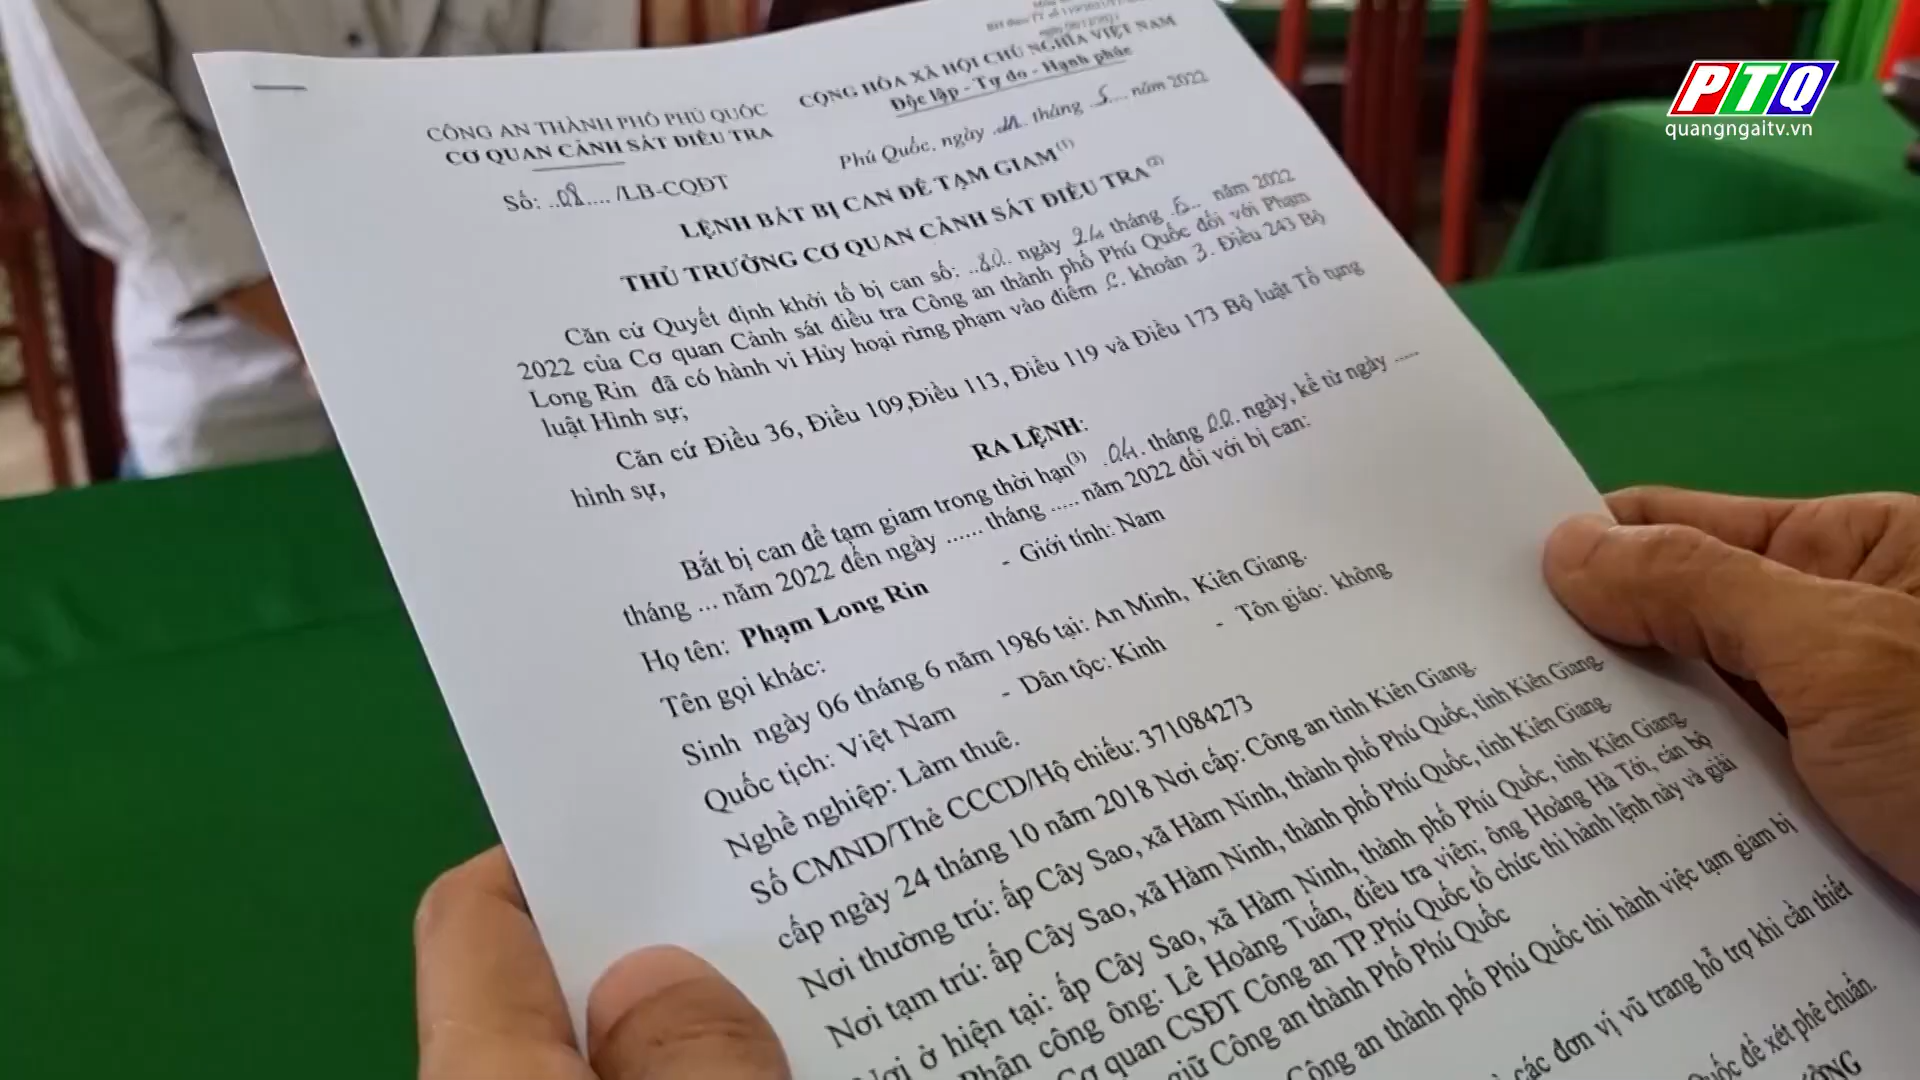 PTQ
quangngaitv.vn
CÔNG AN THÀNH PHỐ PHÚ QUỐC
CƠ QUAN CẢNH SÁT ĐIỀU TRA
Số: ..08.... /LB-CQĐT
CỘNG HÒA XÃ HỘI CHỦ NGHĨA VIỆT NAM
Độc lập - Tự do - Hạnh phúc
Phú Quốc, ngày tháng ..5.... năm 2022
LỆNH BẮT BỊ CAN ĐỂ TẠM GIAM(1)
THỦ TRƯỞNG CƠ QUAN CẢNH SÁT ĐIỀU TRA(2)
Căn cứ Quyết định khởi tố bị can số: ..80.. ngày 24 tháng .5.. năm 2022
2022 của Cơ quan Cảnh sát điều tra Công an thành phố Phú Quốc đối với Phạm
Long Rin đã có hành vi Hủy hoại rừng phạm vào điểm c. khoản 3. Điều 243 Bộ
luật Hình sự;
Căn cứ Điều 36, Điều 109,Điều 113, Điều 119 và Điều 173 Bộ luật Tố tụng
hình sự,
RA LỆNH:
Bắt bị can để tạm giam trong thời hạn(3) .04. tháng .00. ngày, kể từ ngày .....
tháng ... năm 2022 đến ngày ...... tháng ..... năm 2022 đối với bị can:
Họ tên: Phạm Long Rin - Giới tính: Nam
Tên gọi khác:
Sinh ngày 06 tháng 6 năm 1986 tại: An Minh, Kiên Giang.
Quốc tịch: Việt Nam - Dân tộc: Kinh - Tôn giáo: không
Nghề nghiệp: Làm thuê.
Số CMND/Thẻ CCCD/Hộ chiếu: 371084273
cấp ngày 24 tháng 10 năm 2018 Nơi cấp: Công an tỉnh Kiên Giang.
Nơi thường trú: ấp Cây Sao, xã Hàm Ninh, thành phố Phú Quốc, tỉnh Kiên Giang.
Nơi tạm trú: ấp Cây Sao, xã Hàm Ninh, thành phố Phú Quốc, tỉnh Kiên Giang.
ơi ở hiện tại: ấp Cây Sao, xã Hàm Ninh, thành phố Phú Quốc, tỉnh Kiên Giang.
Phân công ông: Lê Hoàng Tuấn, điều tra viên; ông Hoàng Hà Tới, cán bộ
ơ quan CSĐT Công an TP.Phú Quốc tổ chức thi hành lệnh này và giải
giữ Công an thành Phố Phú Quốc
Công an thành phố Phú Quốc thi hành việc tạm giam bị
các đơn vị vũ trang hỗ trợ khi cần thiết
uốc để xét phê chuẩn.